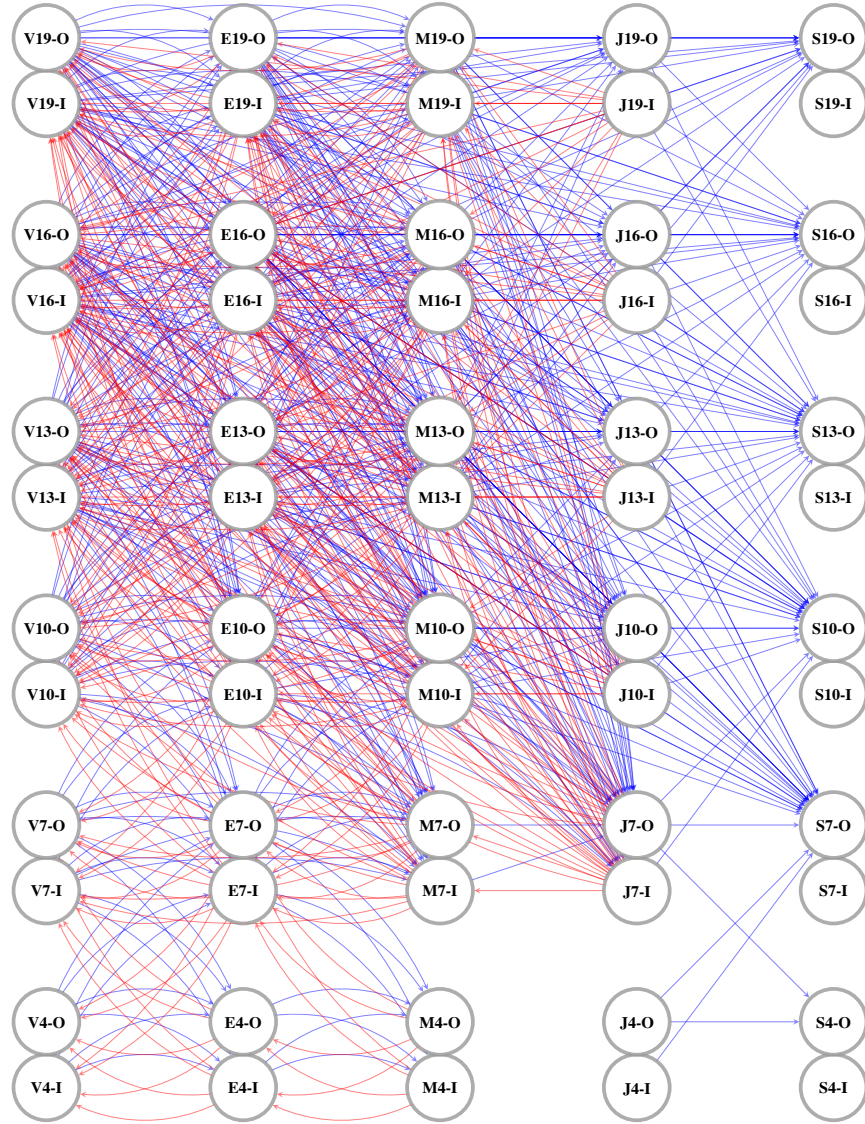 V19-O E19-O M19-O J19-O S19-O
V19-I E19-I M19-I J19-I S19-I
V16-O E16-O M16-O J16-O S16-O
V16-I E16-I M16-I J16-I S16-I
V13-O E13-O M13-O J13-O S13-O
V13-I E13-I M13-I J13-I S13-I
V10-O E10-O M10-O J10-O S10-O
V10-I E10-I M10-I J10-I S10-I
V7-O E7-O M7-O J7-O S7-O
V7-I E7-I M7-I J7-I S7-I
V4-O E4-O M4-O J4-O S4-O
V4-I E4-I M4-I J4-I S4-I